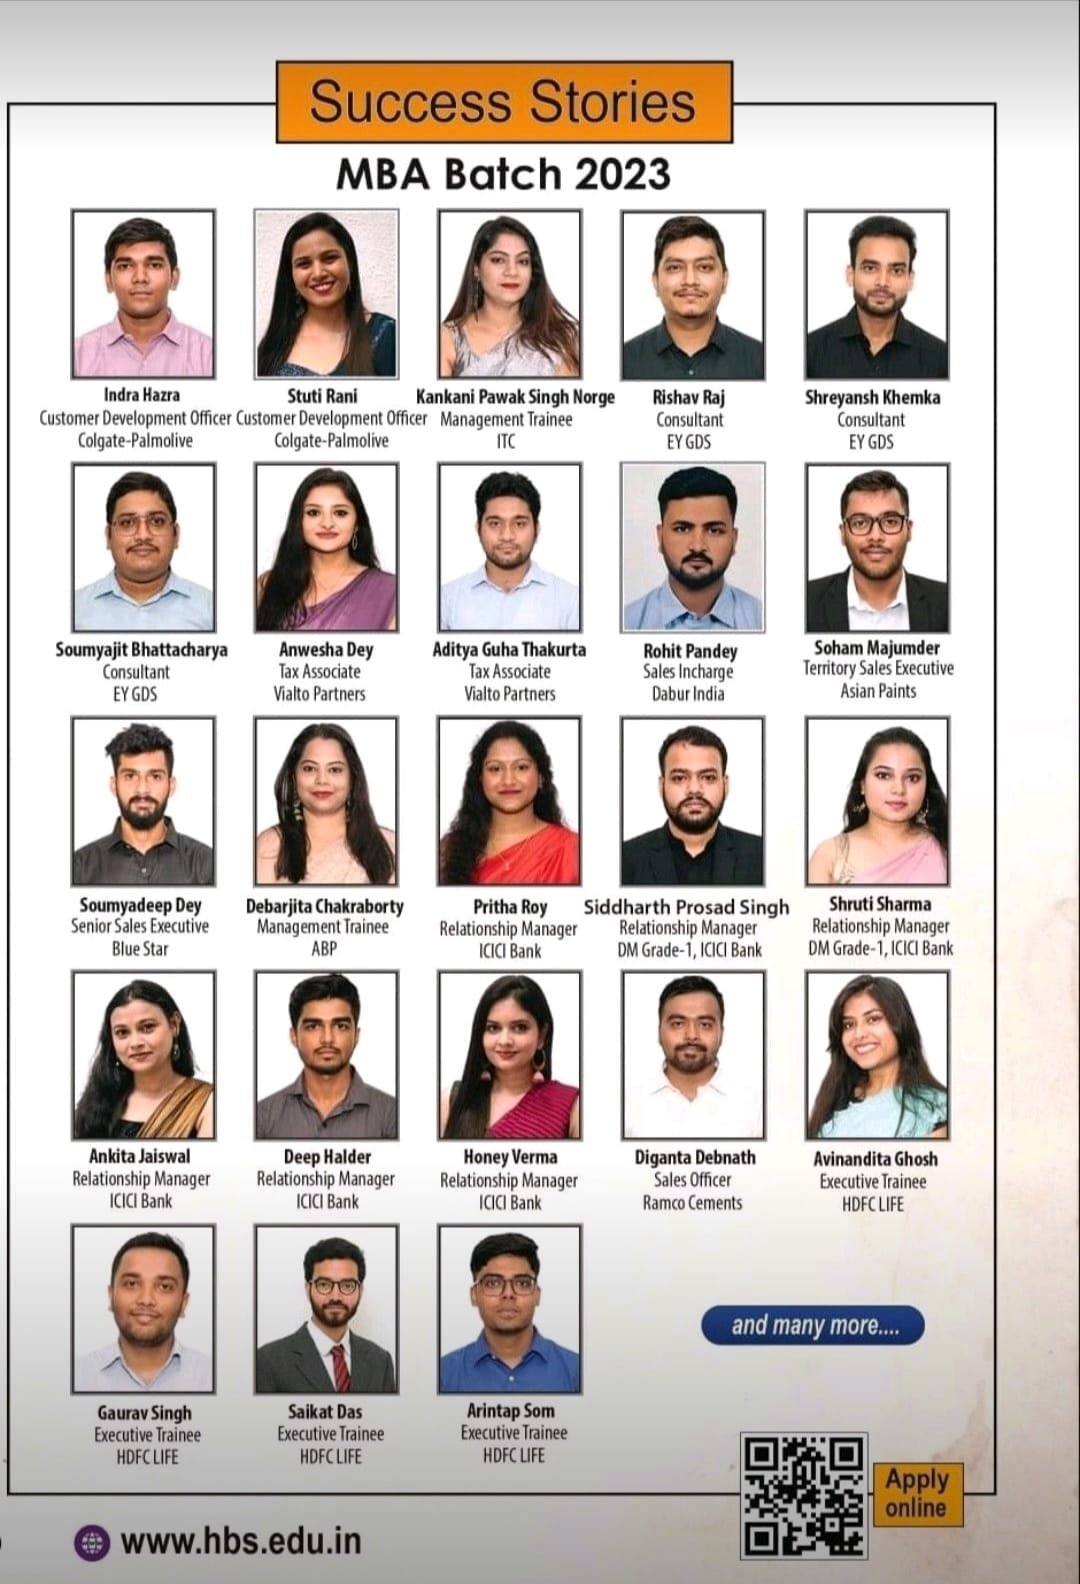 Success Stories
MBA Batch 2023
Indra Hazra
Customer Development Officer
Colgate-Palmolive
Stuti Rani
Customer Development Officer
Colgate-Palmolive
Kankani Pawak Singh Norge
Management Trainee
ITC
Rishav Raj
Consultant
EY GDS
Shreyansh Khemka
Consultant
EY GDS
Soumyajit Bhattacharya
Consultant
EY GDS
Anwesha Dey
Tax Associate
Vialto Partners
Aditya Guha Thakurta
Tax Associate
Vialto Partners
Rohit Pandey
Sales Incharge
Dabur India
Soham Majumder
Territory Sales Executive
Asian Paints
Soumyadeep Dey
Senior Sales Executive
Blue Star
Debarjita Chakraborty
Management Trainee
ABP
Pritha Roy
Relationship Manager
ICICI Bank
Siddharth Prosad Singh
Relationship Manager
DM Grade-1, ICICI Bank
Shruti Sharma
Relationship Manager
DM Grade-1, ICICI Bank
Ankita Jaiswal
Relationship Manager
ICICI Bank
Deep Halder
Relationship Manager
ICICI Bank
Honey Verma
Relationship Manager
ICICI Bank
Diganta Debnath
Sales Officer
Ramco Cements
Avinandita Ghosh
Executive Trainee
HDFC LIFE
Gaurav Singh
Executive Trainee
HDFC LIFE
Saikat Das
Executive Trainee
HDFC LIFE
Arintap Som
Executive Trainee
HDFC LIFE
and many more....
Apply
online
www.hbs.edu.in